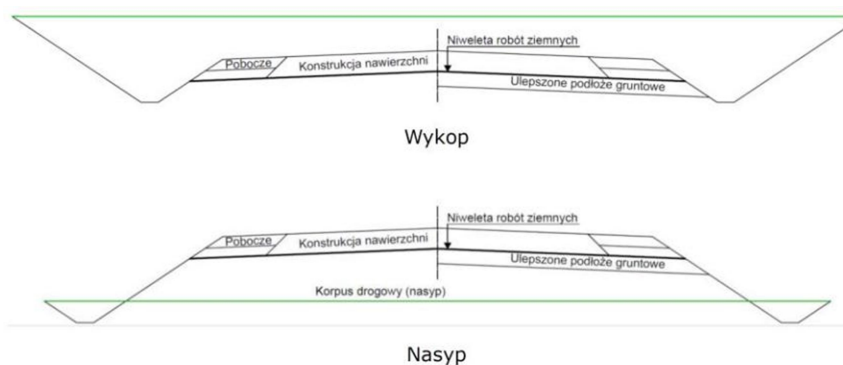 Niweleta robót ziemnych
Pobocze
Konstrukcja nawierzchni
Ulepszone podłoże gruntowe
Wykop
Niweleta robót ziemnych
Pobocze
Konstrukcja nawierzchni
Ulepszone podłoże gruntowe
Korpus drogowy (nasyp)
Nasyp